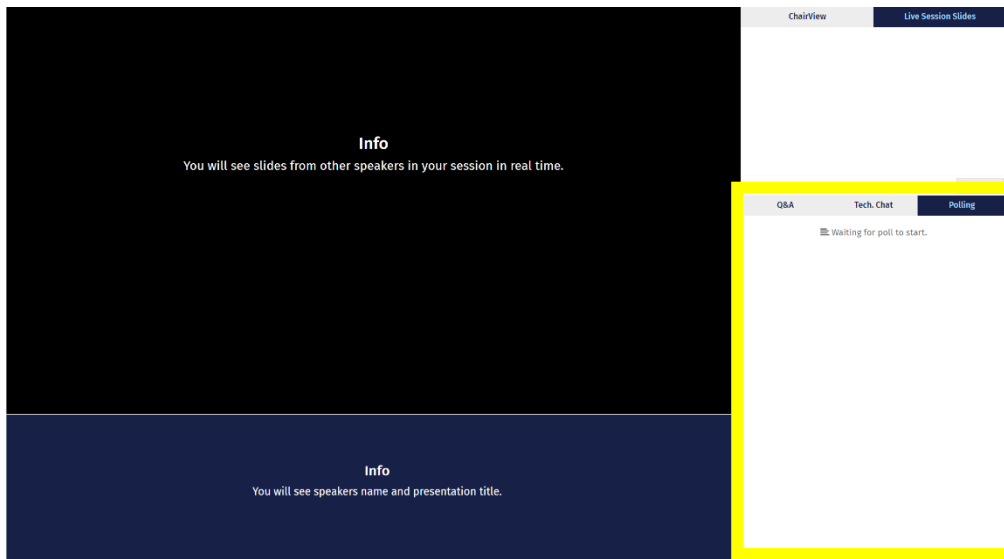 ChairView
Live Session Slides
Info
You will see slides from other speakers in your session in real time.
Q&A
Tech. Chat
Polling
Waiting for poll to start.
Info
You will see speakers name and presentation title.